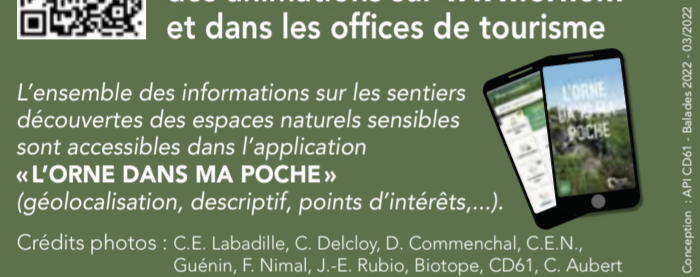 et dans les offices de tourisme
L'ensemble des informations sur les sentiers
découvertes des espaces naturels sensibles
sont accessibles dans l'application
«L'ORNE DANS MA POCHE»
(géolocalisation, descriptif, points d'intérêts,...).
L'ORNE
DANS MA
POCHE
Crédits photos : C.E. Labadille, C. Delcloy, D. Commenchal, C.E.N.,
Guénin, F. Nimal, J.-E. Rubio, Biotope, CD61, C. Aubert
Conception : API CD61 - Balades 2022 - 03/2022